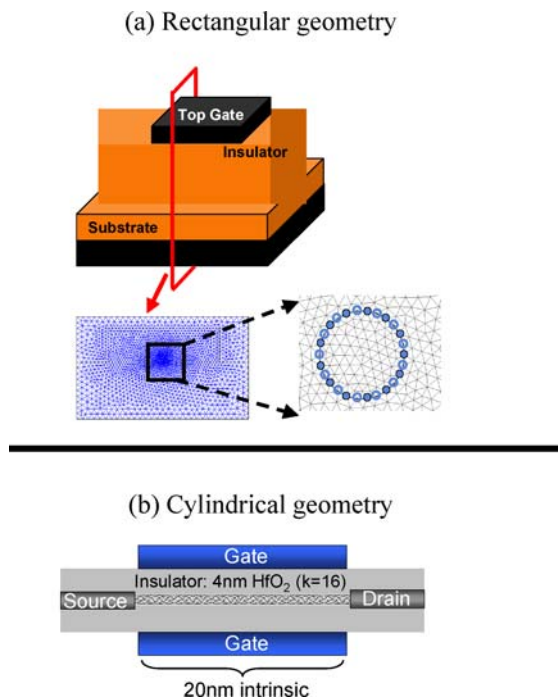 (a) Rectangular geometry
Top Gate
Insulator
Substrate
(b) Cylindrical geometry
Gate
Insulator: 4nm HfO₂ (k=16)
Source
Drain
Gate
20nm intrinsic